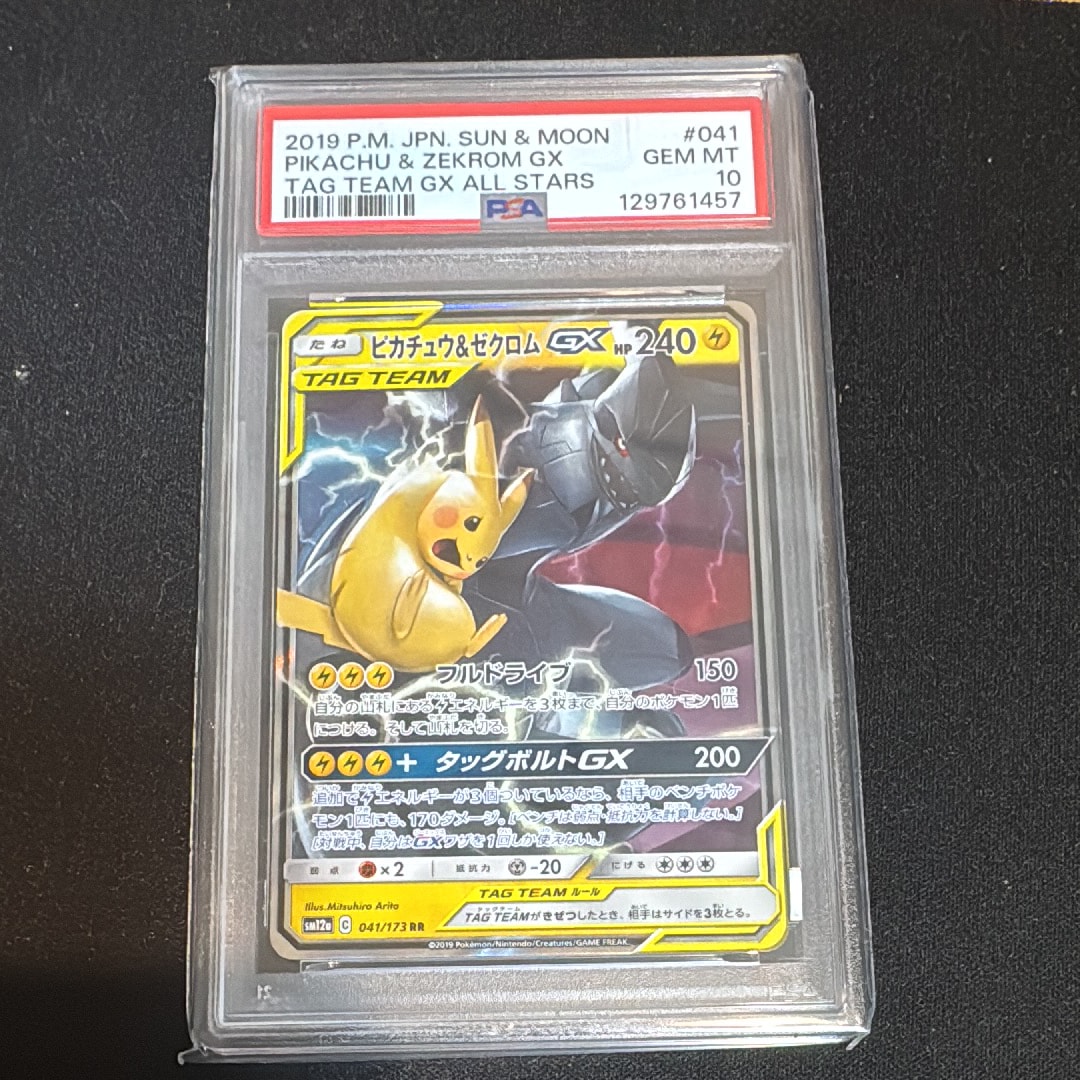 2019 P.M. JPN. SUN & MOON #041
PIKACHU & ZEKROM GX GEM MT
TAG TEAM GX ALL STARS 10
PSA 129761457
たね ピカチュウ&ゼクロム GX HP 240
TAG TEAM
フルドライブ 150
自分の山札にあるエネルギーを3枚まで、自分のポケモン1匹
につける。そして山札を切る。
+ タッグボルトGX 200
追加でエネルギーが3個ついているなら、相手のベンチポケ
モン1匹にも、170ダメージ。[ベンチは弱点・抵抗力を計算しない。]
[対戦中、自分はGXワザを1回しか使えない。]
弱点 ×2 抵抗力 -20 にげる
TAG TEAM ルール
Illus.Mitsuhiro Arita
TAG TEAMがきぜつしたとき、相手はサイドを3枚とる。
sm12a C 041/173 RR
©2019 Pokémon/Nintendo/Creatures/GAME FREAK.